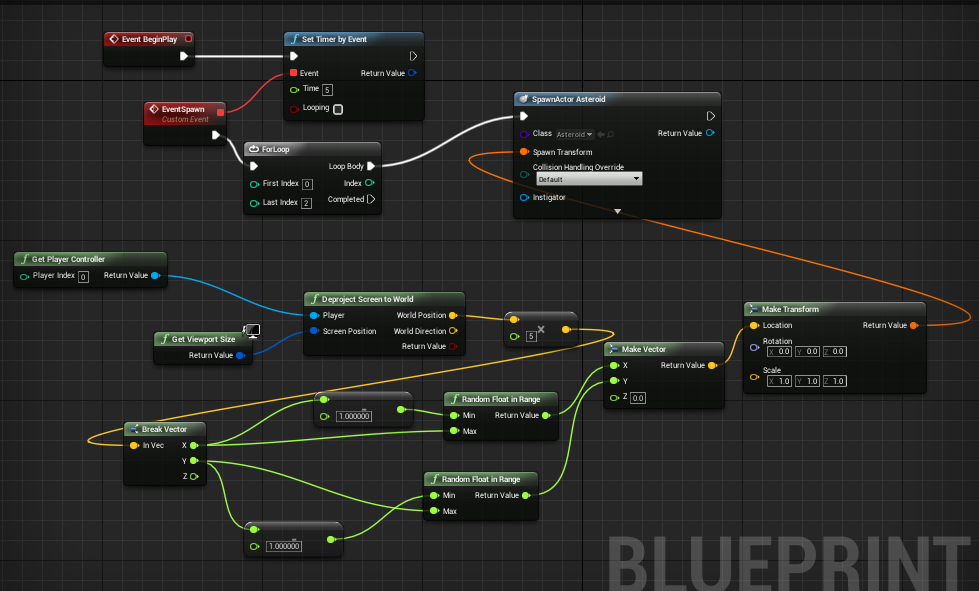 Event BeginPlay
Set Timer by Event
Event
Return Value
Time 5
Looping
EventSpawn
Custom Event
ForLoop
Loop Body
First Index 0
Index
Last Index 2
Completed
SpawnActor Asteroid
Class Asteroid
Return Value
Spawn Transform
Collision Handling Override
Default
Instigator
Get Player Controller
Player Index 0
Return Value
Get Viewport Size
Return Value
Deproject Screen to World
Player
World Position
Screen Position
World Direction
Return Value
5
Make Vector
X
Return Value
Y
Z 0.0
Make Transform
Location
Return Value
Rotation
X 0.0 Y 0.0 Z 0.0
Scale
X 1.0 Y 1.0 Z 1.0
Break Vector
In Vec
X
Y
Z
1.000000
Random Float in Range
Min
Return Value
Max
Random Float in Range
Min
Return Value
Max
1.000000
BLUEPRINT